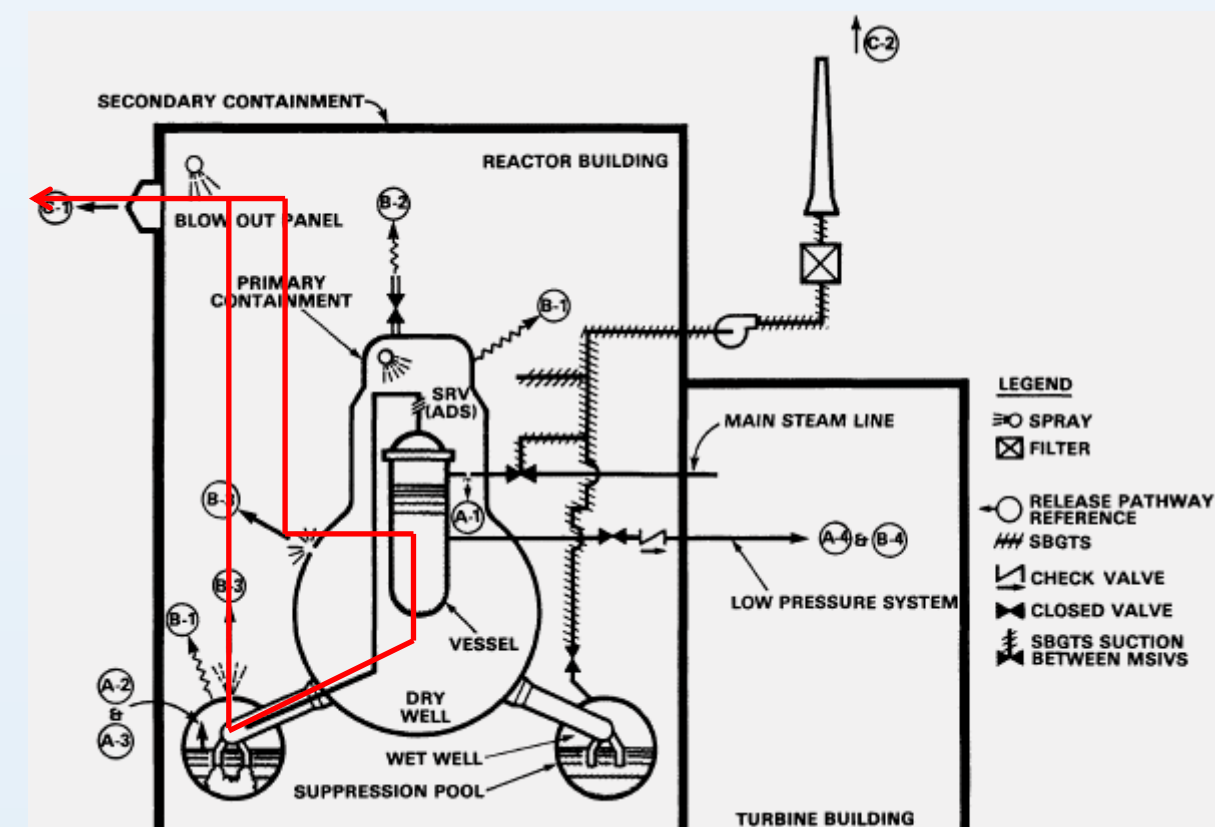 C-2
SECONDARY CONTAINMENT
REACTOR BUILDING
C-1
BLOW OUT PANEL
B-2
PRIMARY
CONTAINMENT
B-1
SRV
(ADS)
MAIN STEAM LINE
LEGEND
SPRAY
FILTER
RELEASE PATHWAY
REFERENCE
SBGTS
CHECK VALVE
CLOSED VALVE
SBGTS SUCTION
BETWEEN MSIVS
B-3
A-1
A-4 & B-4
LOW PRESSURE SYSTEM
B-3
B-1
VESSEL
A-2
&
A-3
DRY
WELL
WET WELL
SUPPRESSION POOL
TURBINE BUILDING